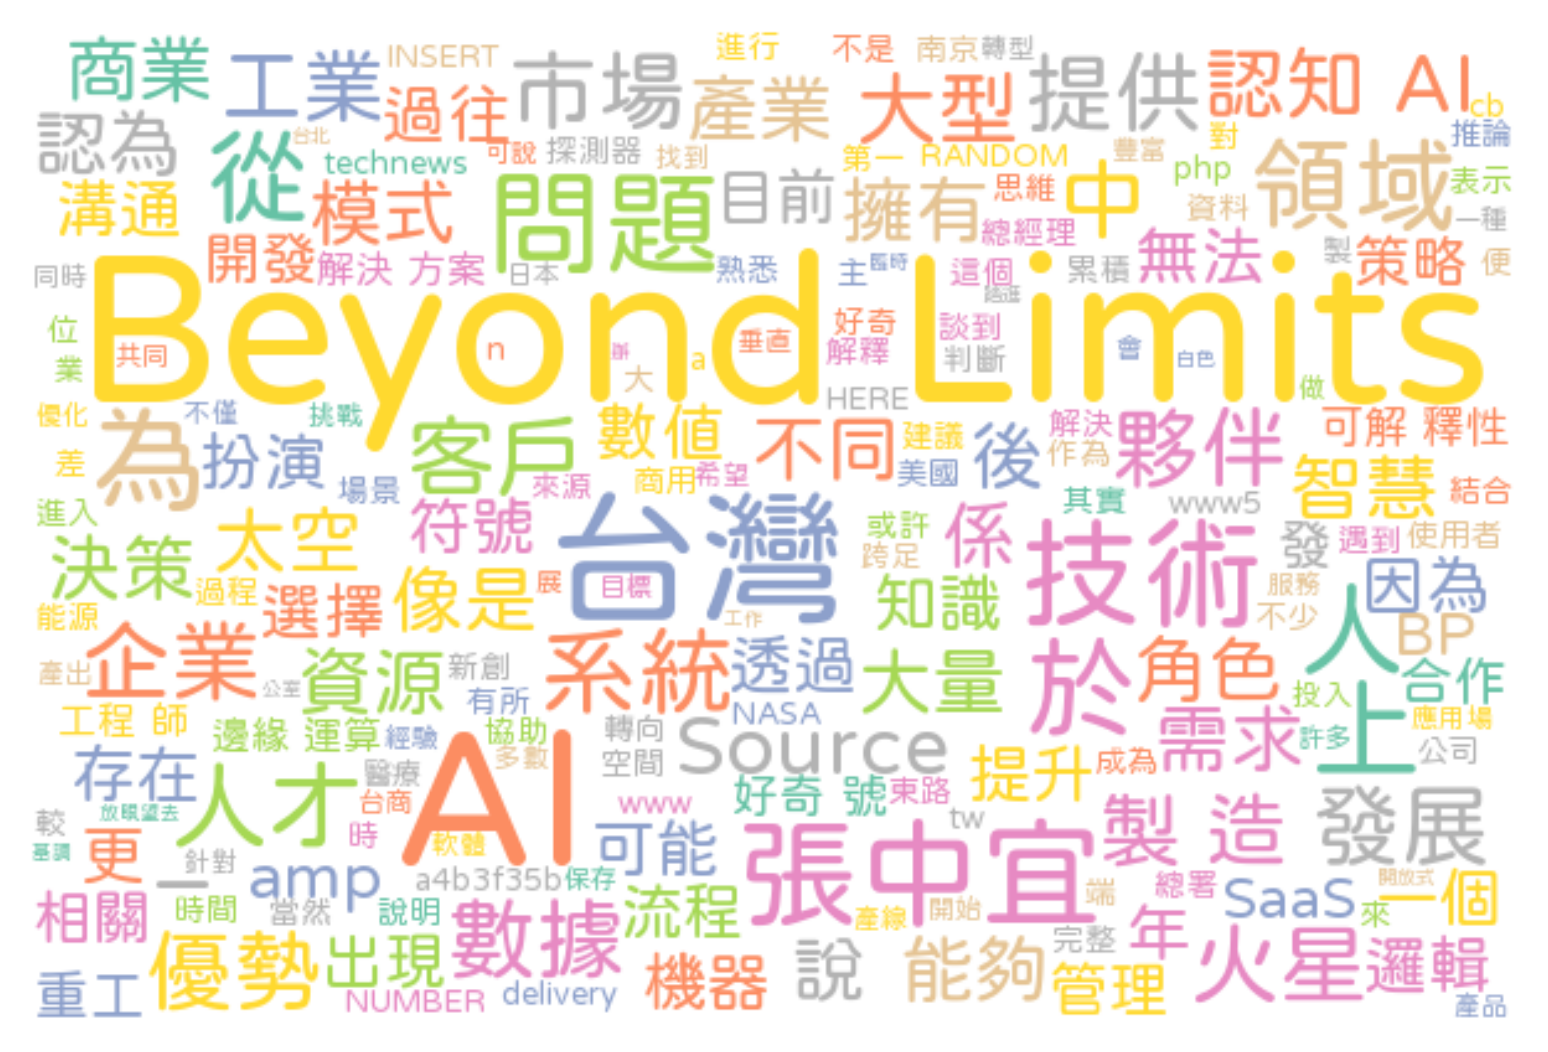 商業 工業 INSERT 市場 進行 不是 南京 轉型 提供 認知 AI cb
認為 過往 產業 大型 對 推論
從 台北 technews 可說 探測器 找到 第一 RANDOM 豐富 php 領域 表示
溝通 模式 問題 目前 擁有 思維 中 資料 一種
開發 解決 方案 日本 熟悉 總經理 主 臨時 這個 累積 無法 製 策略 便
同時
Beyond Limits
位 共同 n a 垂直 好奇 談到 會 白色
業 大 解釋 判斷 做
優化 不僅 挑戰 HERE
為 扮演 客戶 數值 不同 建議 後 解決 夥伴 可解 釋性
差 場景 來源 商用 希望 美國 作為 智慧 結合
進入 太空 符號 台灣 或許 係 其實 www5 技術 發 遇到 使用者
決策 跨足
能源 過程 選擇 像是 展 目標 工作 知識 服務 不少 因為
產出 企業 公室 資源 新創 系統 透過 大量 於 角色 人 BP 合作
工程 師 有所 NASA 投入 應用場
邊緣 運算 經驗 協助 多數 轉向 空間 Source 需求 許多 上 公司
存在 人才 醫療 AI 提升 成為
放眼望去 台商 www 好奇 號 東路 製 造 發展
較 更 時 軟體 可能 張中宜 tw
基調 一 針對 amp a4b3f35b 保存 總署 SaaS 開放式 一個
相關 時間 當然 說明 數據 流程 產線 開始 端 年 來
優勢 出現 機器 說 能夠 完整 火星 邏輯
重工 NUMBER delivery 管理 產品